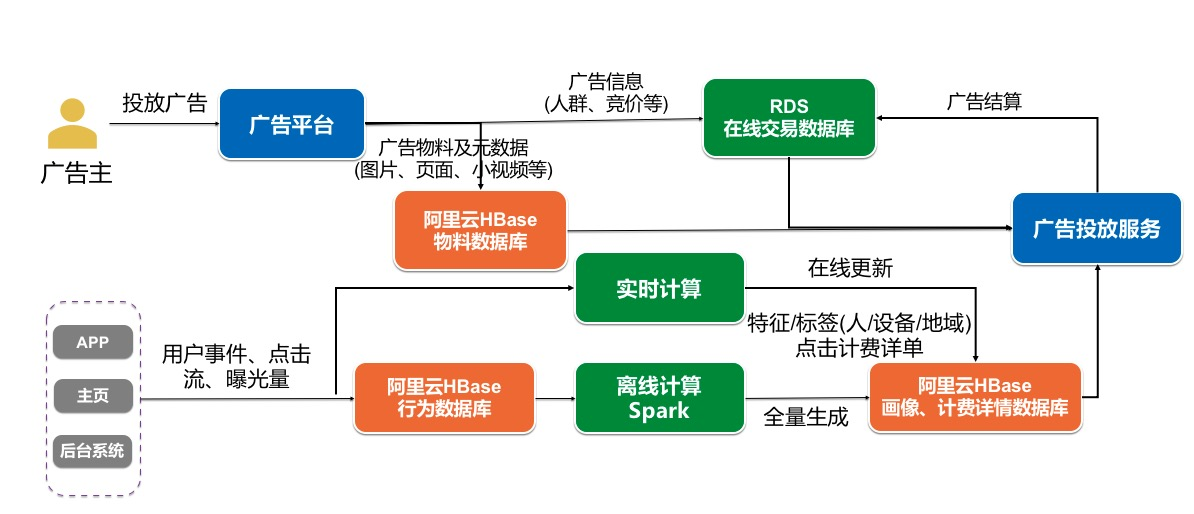 广告主
投放广告
广告平台
广告信息
(人群、竞价等)
RDS
在线交易数据库
广告结算
广告物料及元数据
(图片、页面、小视频等)
阿里云HBase
物料数据库
广告投放服务
实时计算
在线更新
特征/标签(人/设备/地域)
点击计费详单
APP
主页
后台系统
用户事件、点击
流、曝光量
阿里云HBase
行为数据库
离线计算
Spark
全量生成
阿里云HBase
画像、计费详情数据库